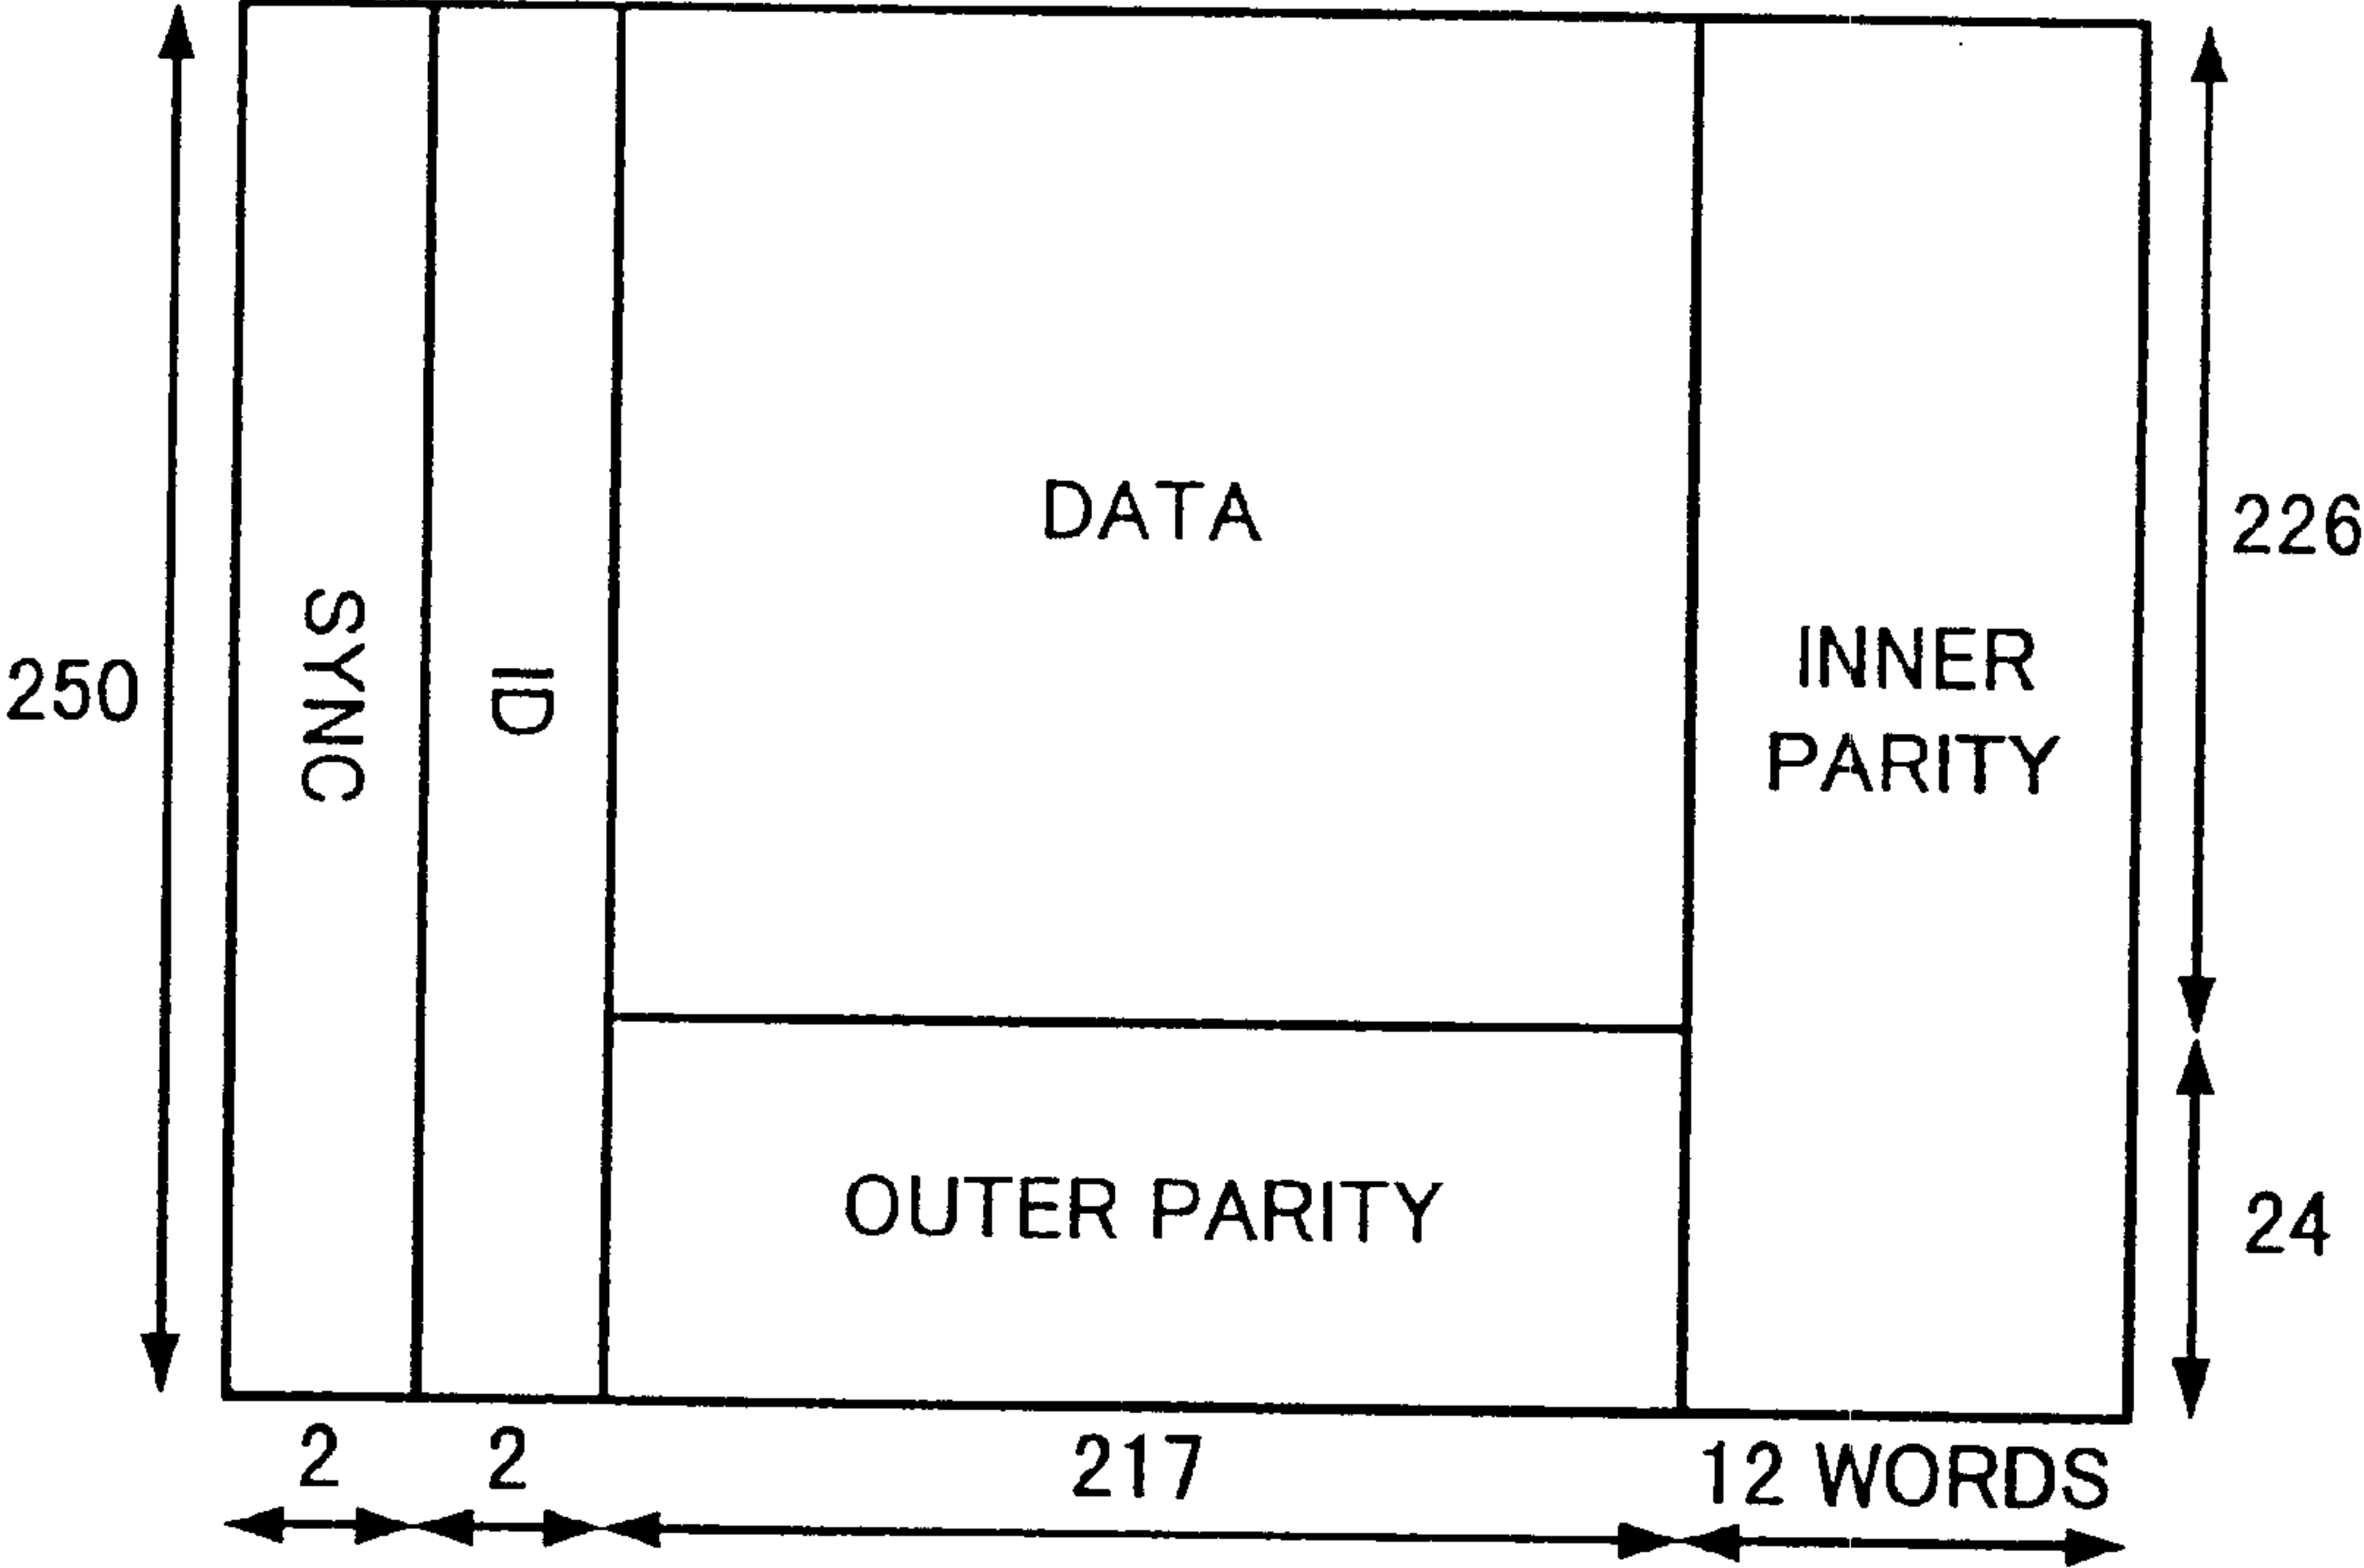 DATA
226
SYNC
ID
INNER
PARITY
250
OUTER PARITY
24
2
2
217
12 WORDS